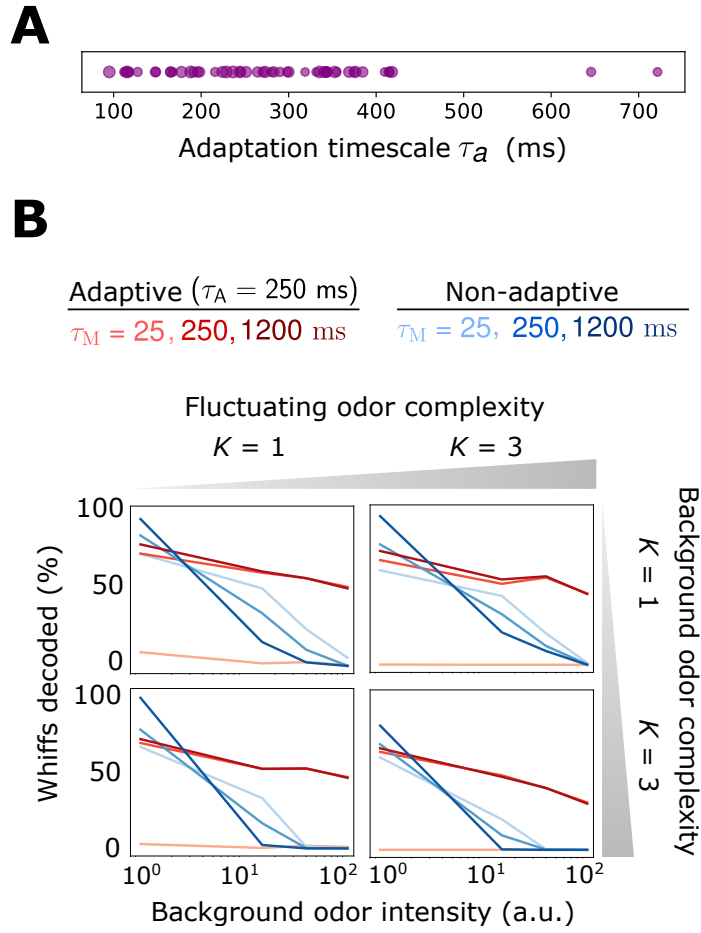 A
100 200 300 400 500 600 700
Adaptation timescale τa (ms)
B
Adaptive (τA = 250 ms)
τM = 25, 250, 1200 ms
Non-adaptive
τM = 25, 250, 1200 ms
Fluctuating odor complexity
K = 1 K = 3
Background odor complexity
K = 1
K = 3
Whiffs decoded (%)
100
50
0
100
50
0
10^0 10^1 10^2 10^0 10^1 10^2
Background odor intensity (a.u.)